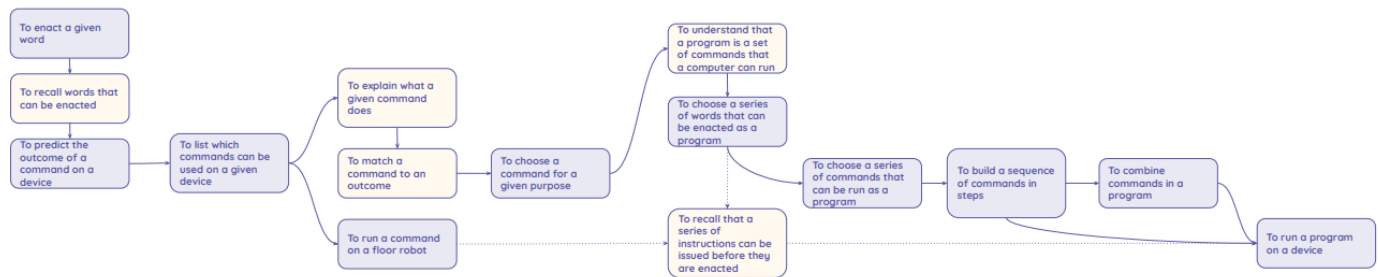 To enact a given
word
To recall words that
can be enacted
To predict the
outcome of a
command on a
device
To list which
commands can be
used on a given
device
To explain what a
given command
does
To match a
command to an
outcome
To run a command
on a floor robot
To choose a
command for a
given purpose
To understand that
a program is a set
of commands that
a computer can run
To choose a series
of words that can
be enacted as a
program
To recall that a
series of
instructions can be
issued before they
are enacted
To choose a series
of commands that
can be run as a
program
To build a sequence
of commands in
steps
To combine
commands in a
program
To run a program
on a device